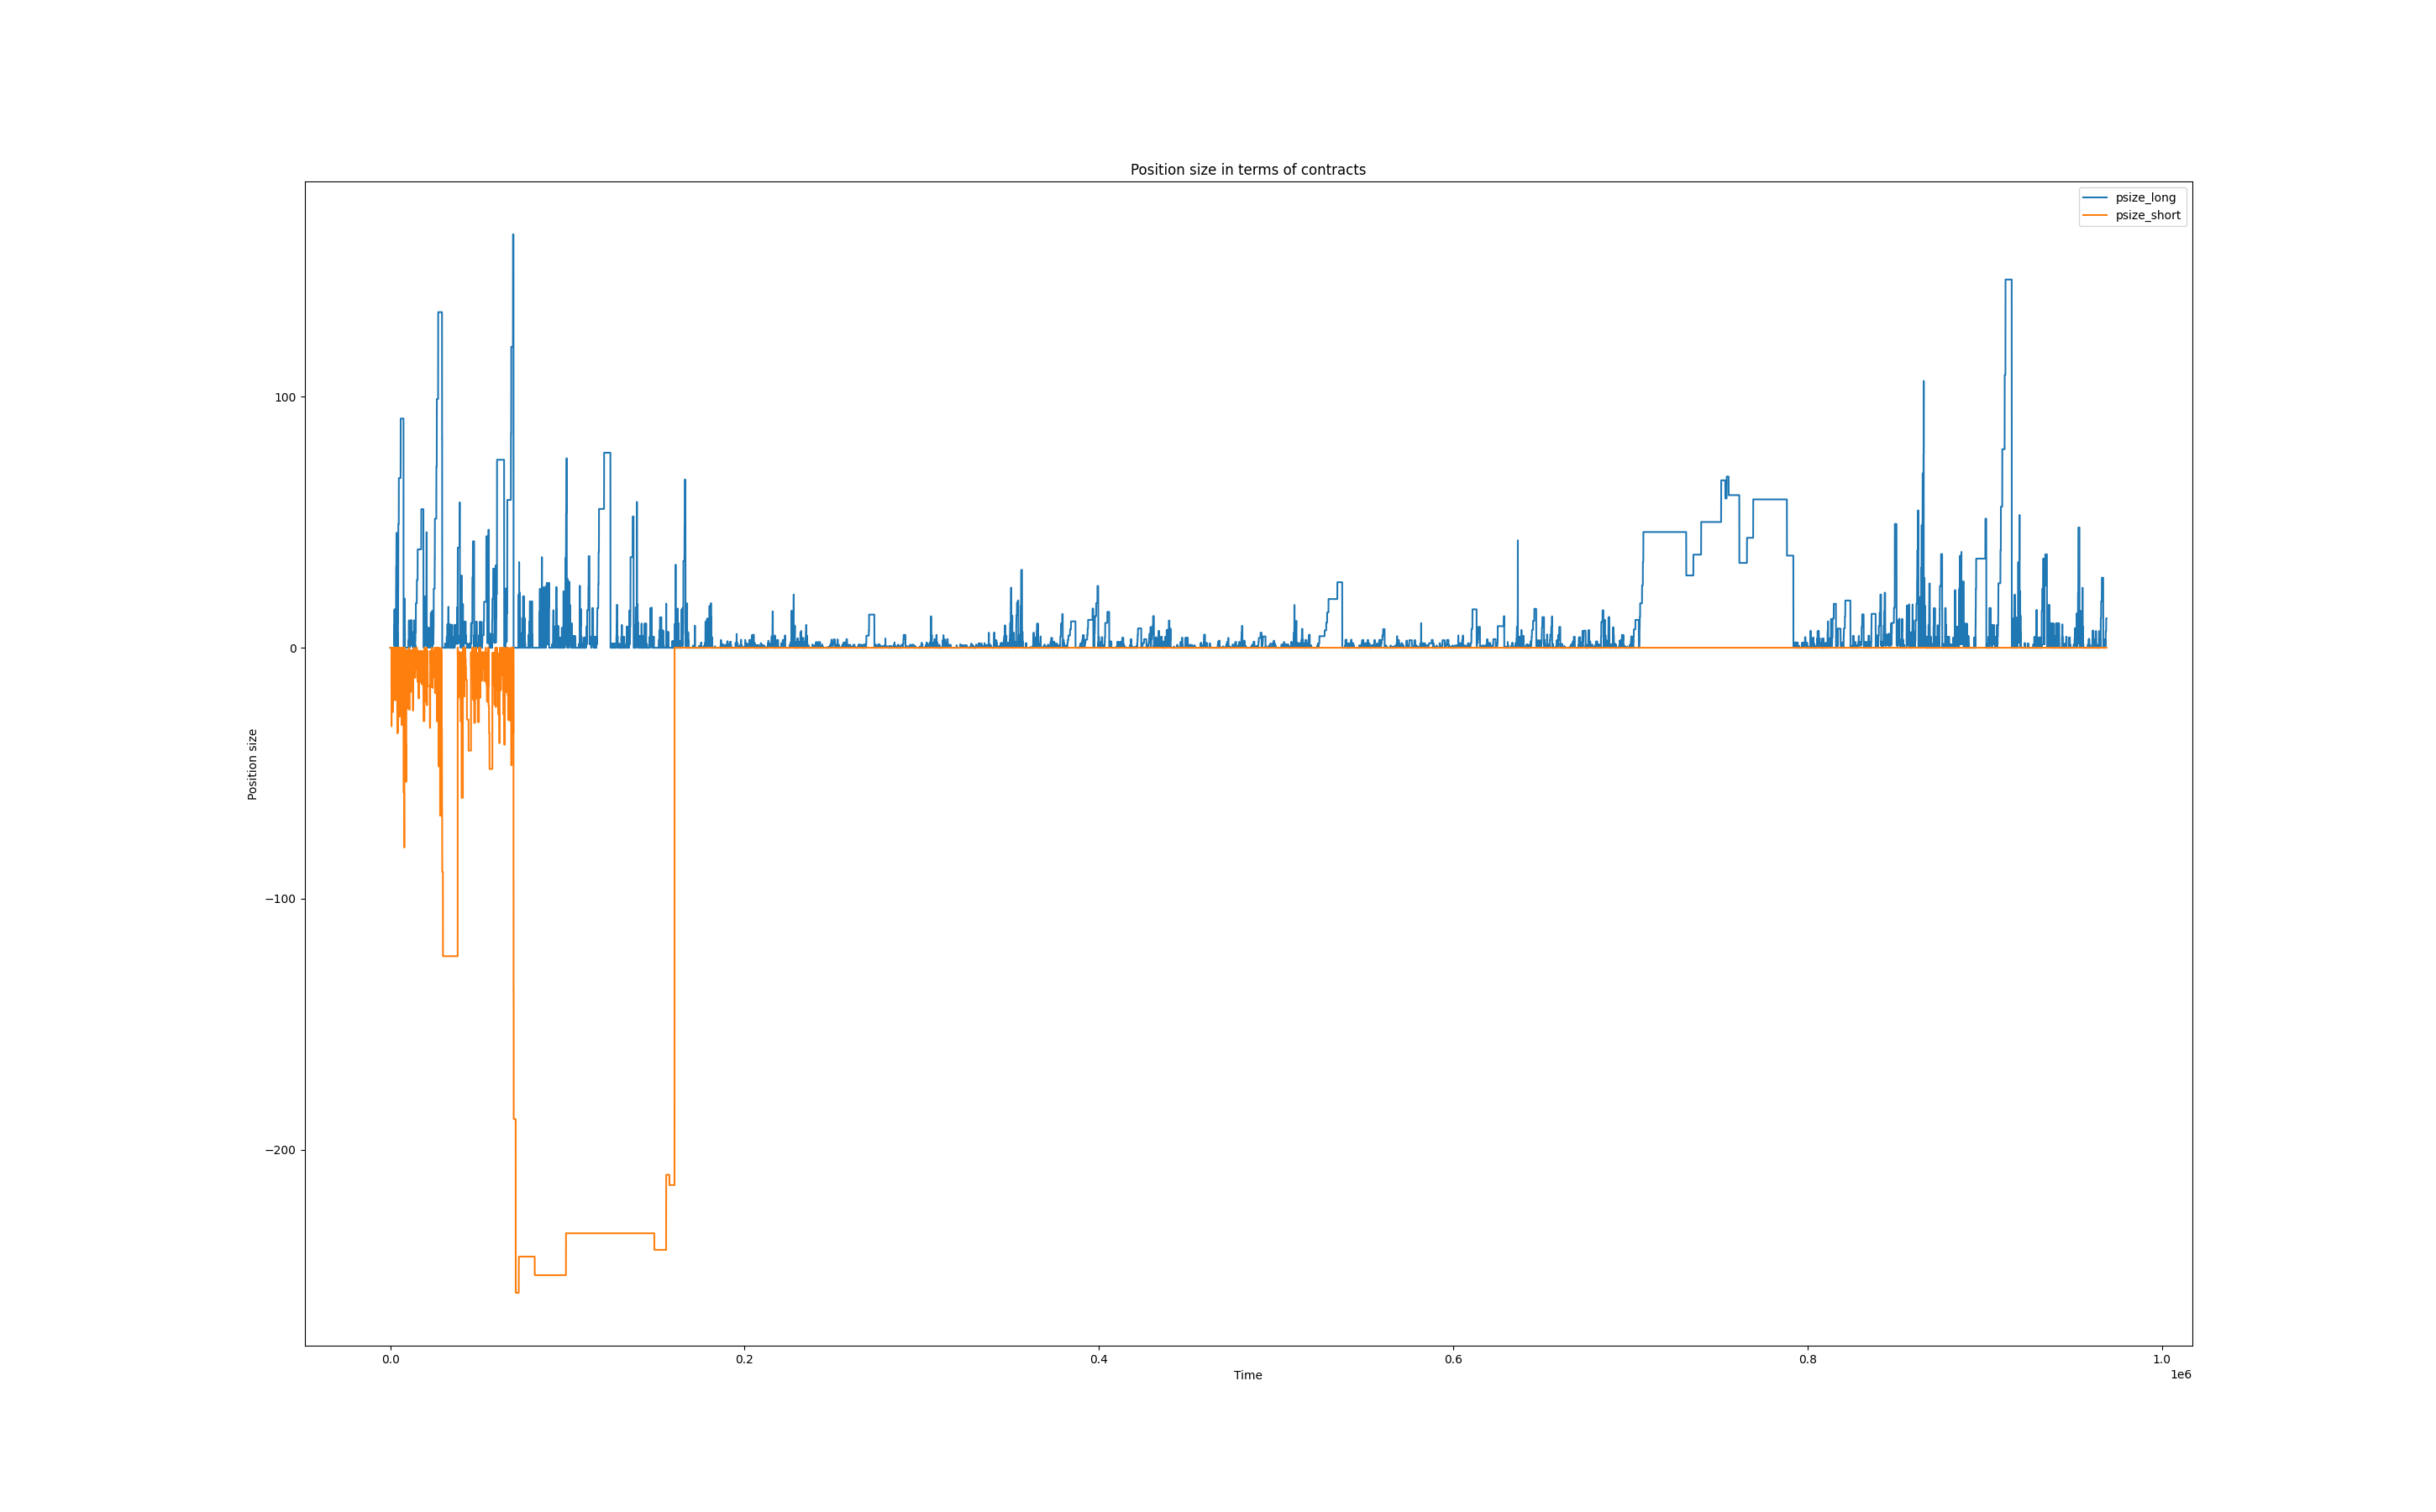 Position size in terms of contracts
psize_long
psize_short
Position size
100
0
−100
−200
0.0
0.2
0.4
0.6
0.8
1.0
1e6
Time